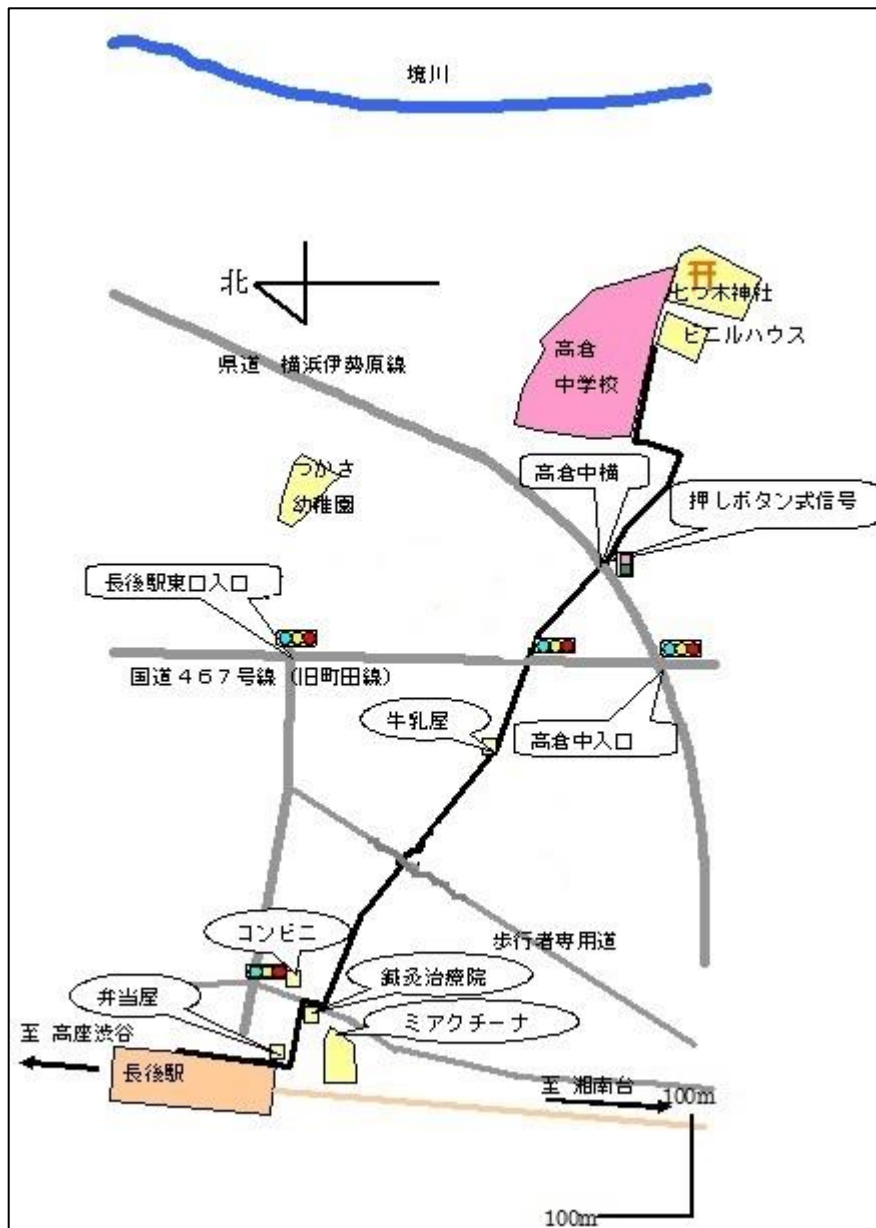 境川
北
七つ木神社
ビニルハウス
高倉
中学校
県道 横浜伊勢原線
つかさ
幼稚園
高倉中横
押しボタン式信号
長後駅東口入口
国道467号線(旧町田線)
牛乳屋
高倉中入口
コンビニ
歩行者専用道
鍼灸治療院
弁当屋
ミアクチーナ
至 高座渋谷
長後駅
至 湘南台
100m
100m